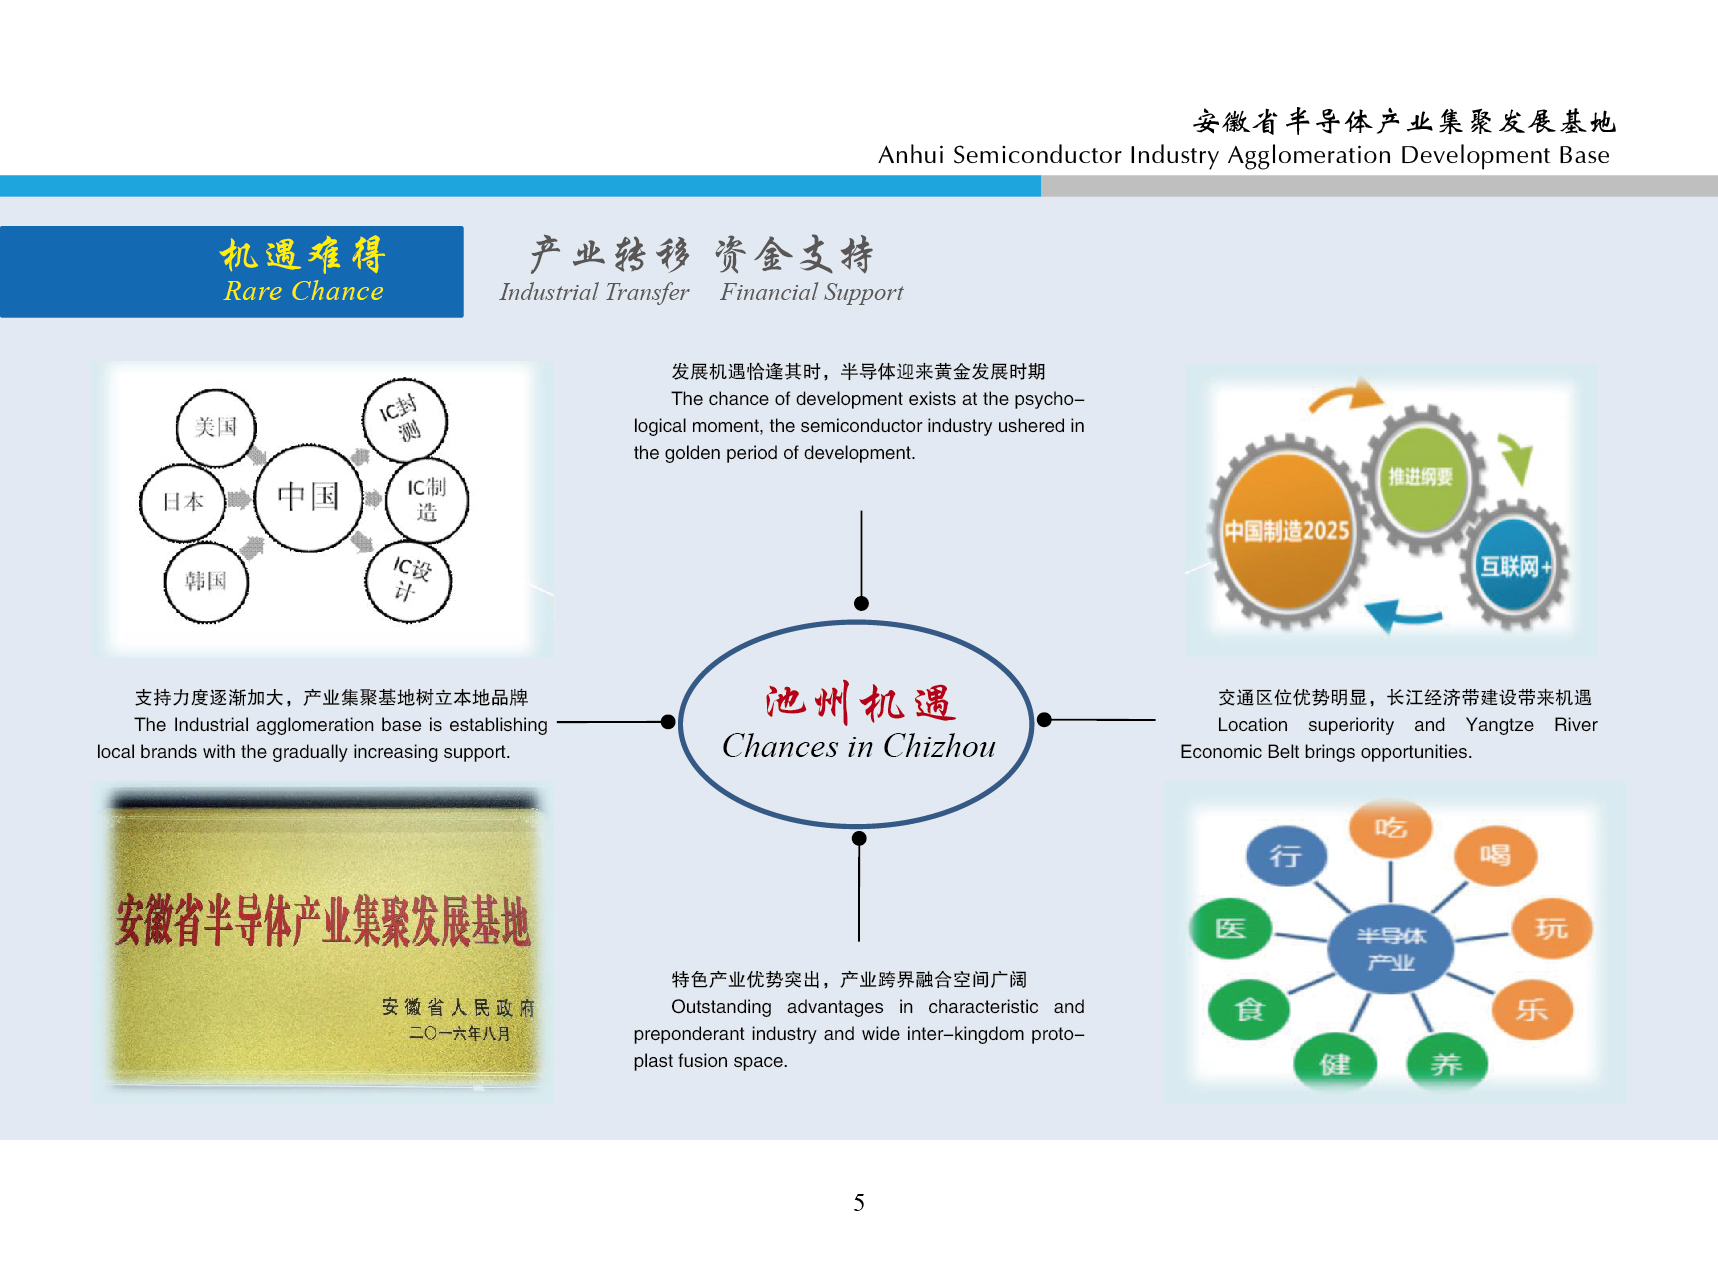 安徽省半导体产业集聚发展基地
Anhui Semiconductor Industry Agglomeration Development Base
机遇难得
Rare Chance
产业转移 资金支持
Industrial Transfer Financial Support
美国
日本
韩国
中国
IC封
测
IC制
造
IC设
计
发展机遇恰逢其时，半导体迎来黄金发展时期
The chance of development exists at the psycho-
logical moment, the semiconductor industry ushered in
the golden period of development.
中国制造2025
推进纲要
互联网+
支持力度逐渐加大，产业集聚基地树立本地品牌
The Industrial agglomeration base is establishing
local brands with the gradually increasing support.
池州机遇
Chances in Chizhou
交通区位优势明显，长江经济带建设带来机遇
Location superiority and Yangtze River
Economic Belt brings opportunities.
安徽省半导体产业集聚发展基地
安徽省人民政府
二〇一六年八月
特色产业优势突出，产业跨界融合空间广阔
Outstanding advantages in characteristic and
preponderant industry and wide inter-kingdom proto-
plast fusion space.
吃
喝
玩
乐
养
健
食
医
行
半导体
产业
5